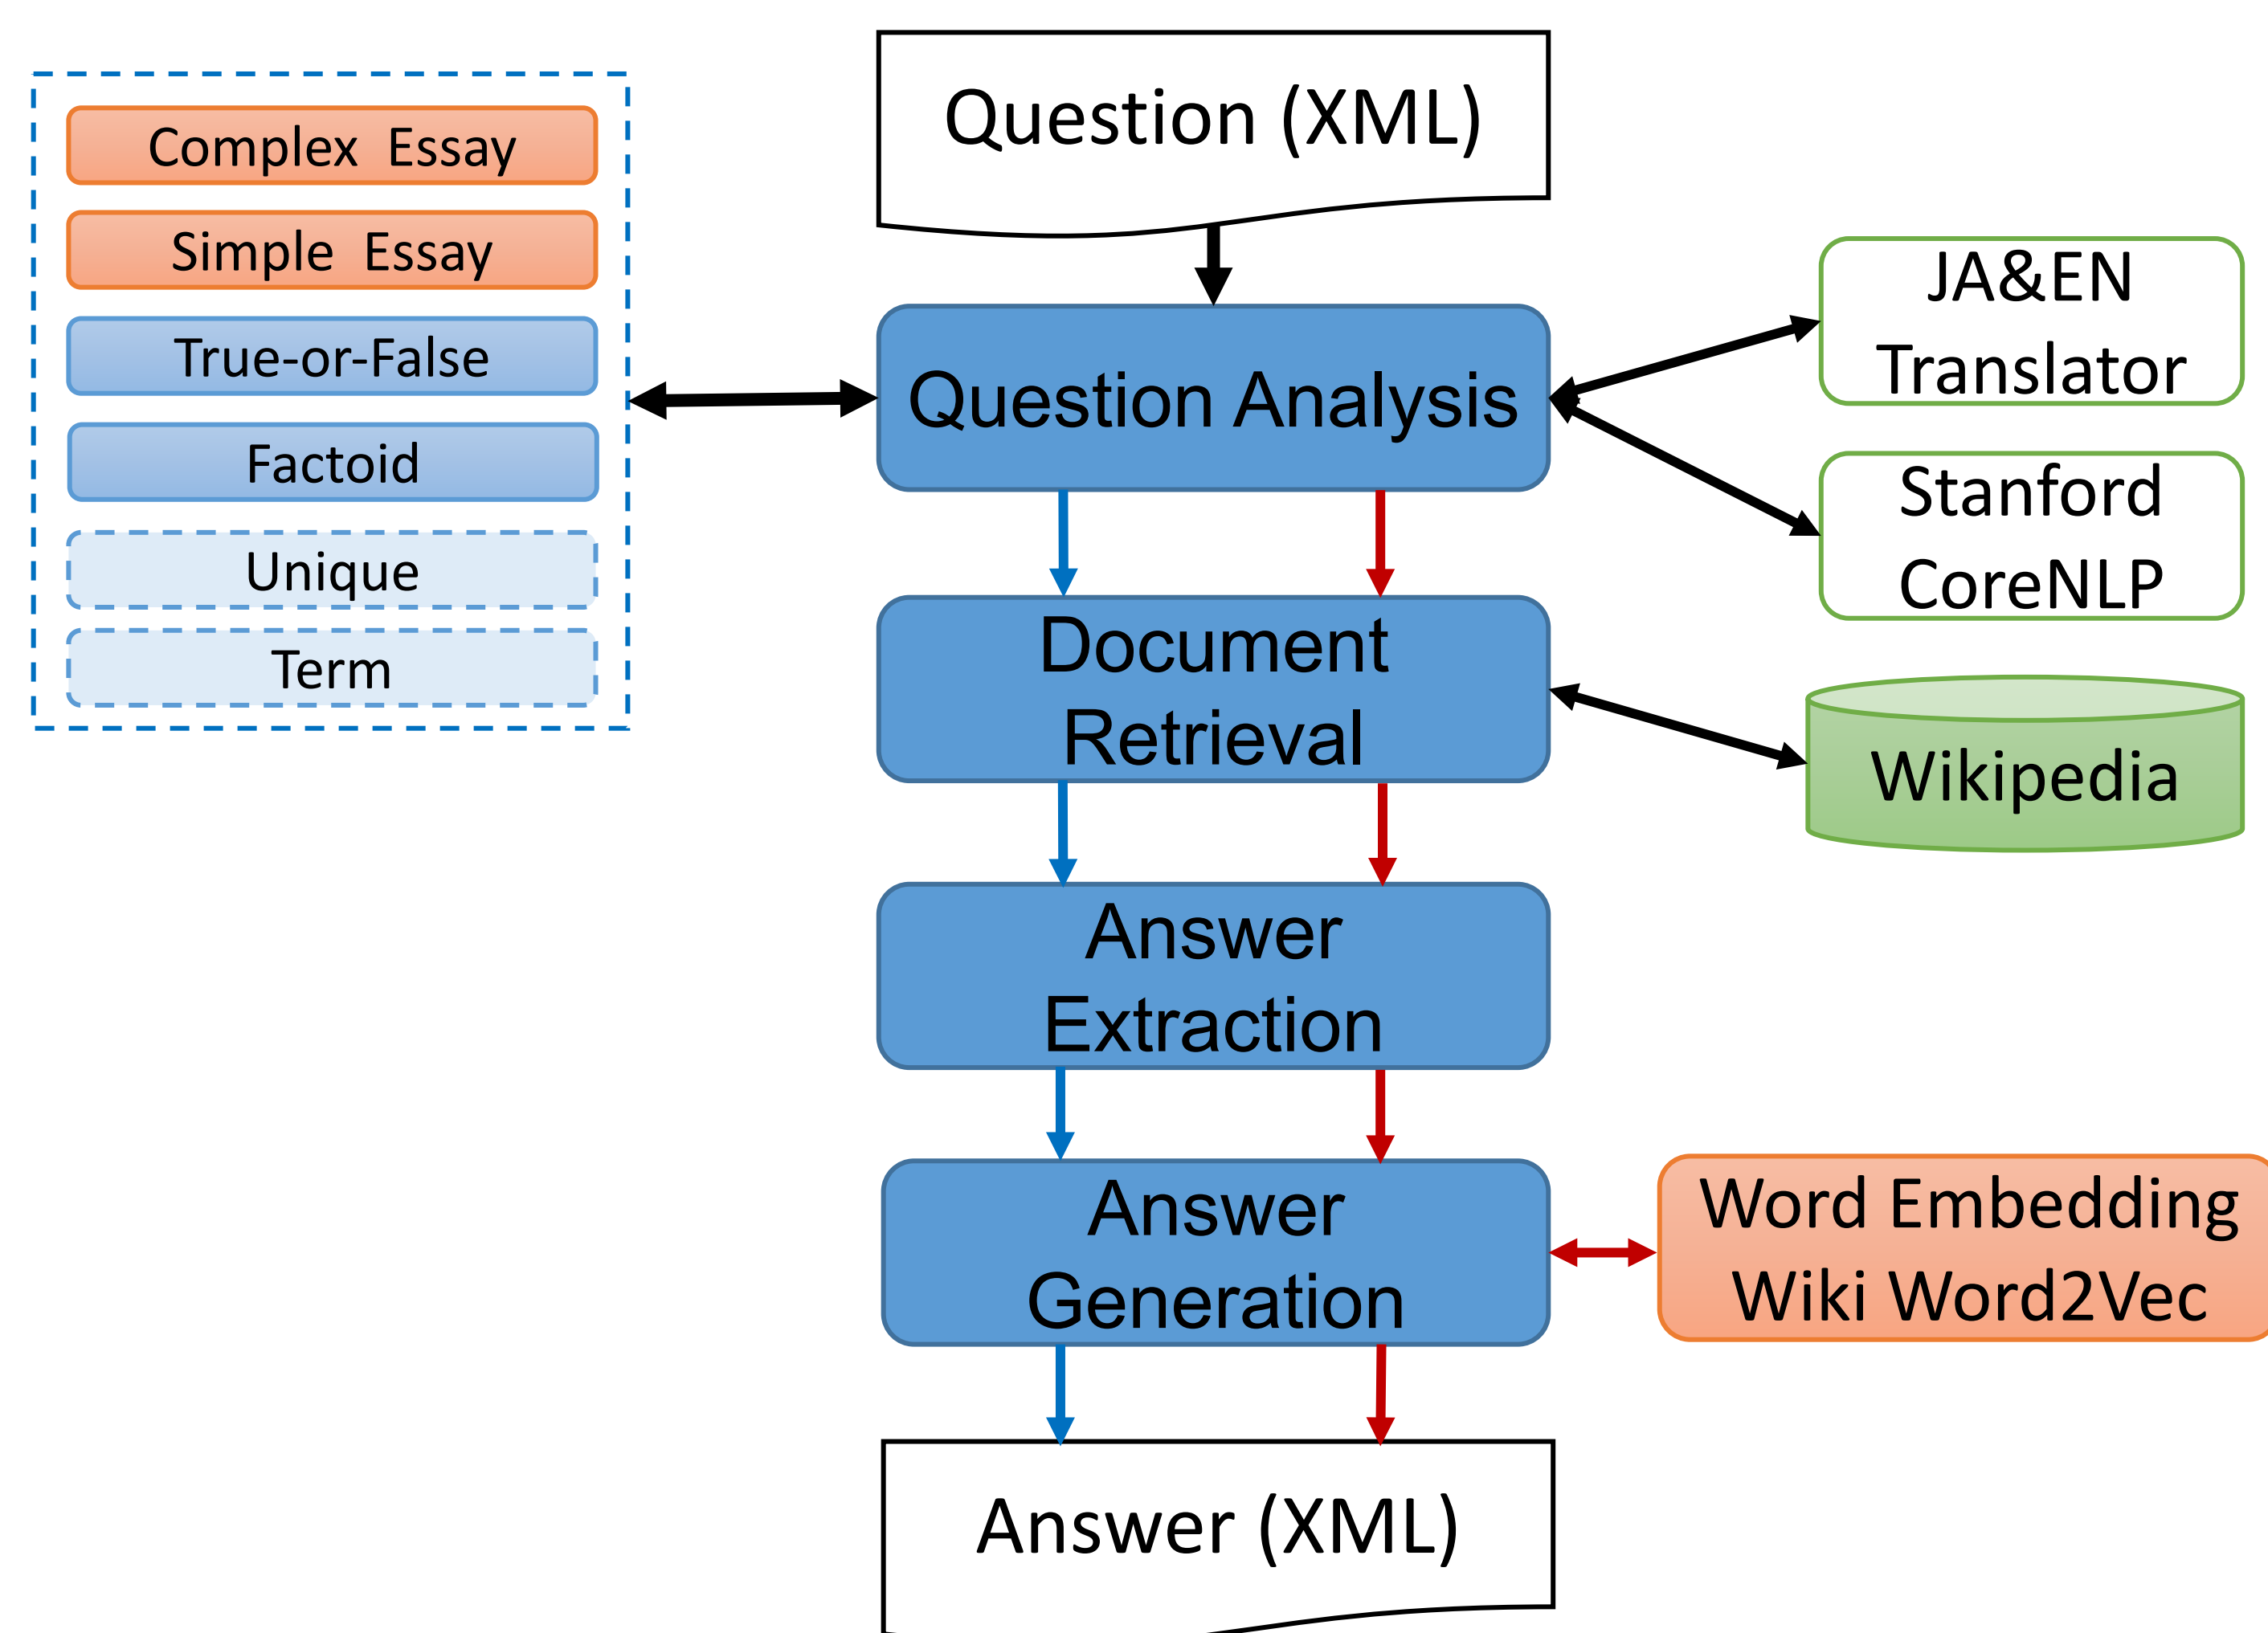 Question (XML)
Complex Essay
Simple Essay
True-or-False
Factoid
Unique
Term
Question Analysis
JA&EN
Translator
Stanford
CoreNLP
Document
Retrieval
Wikipedia
Answer
Extraction
Answer
Generation
Word Embedding
Wiki Word2Vec
Answer (XML)